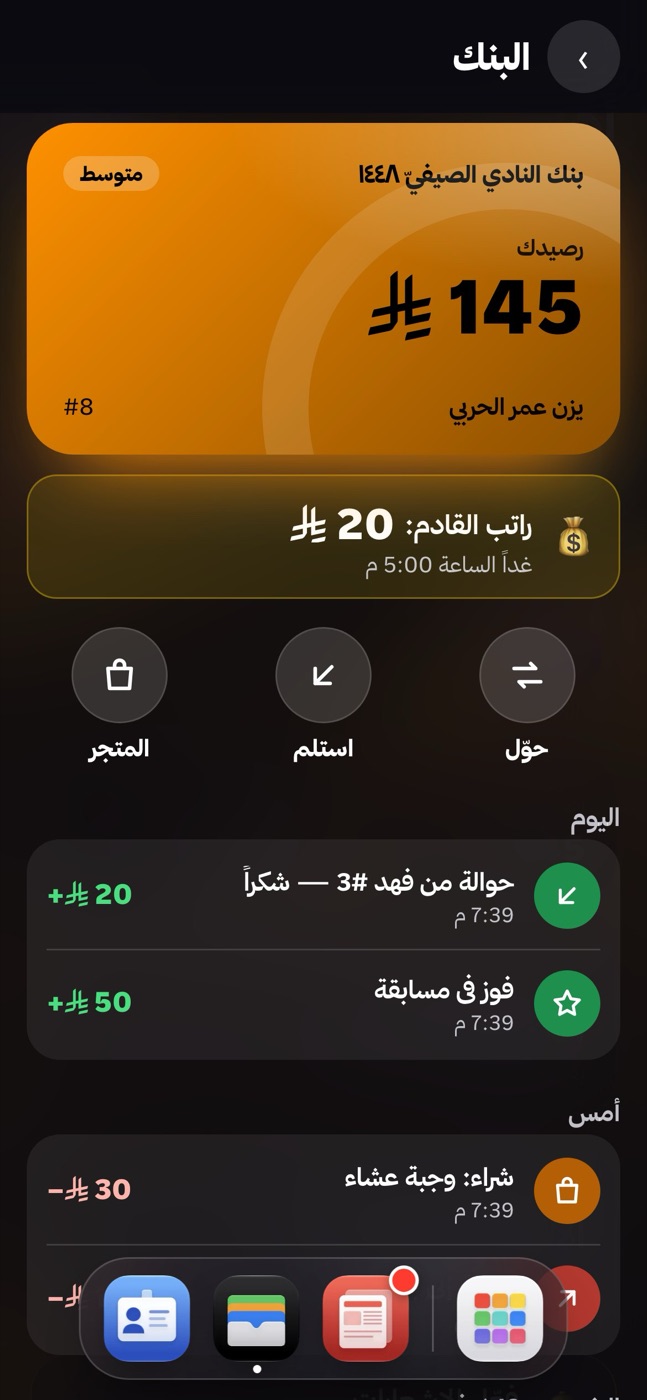 البنك
بنك النادي الصيفيّ ١٤٤٨
متوسط
رصيدك
145
يزن عمر الحربي
#8
راتب القادم: 20
غداً الساعة 5:00 م
حوّل
استلم
المتجر
اليوم
حوالة من فهد #3 — شكراً
+20
7:39 م
فوز في مسابقة
+50
7:39 م
أمس
شراء: وجبة عشاء
−30
7:39 م